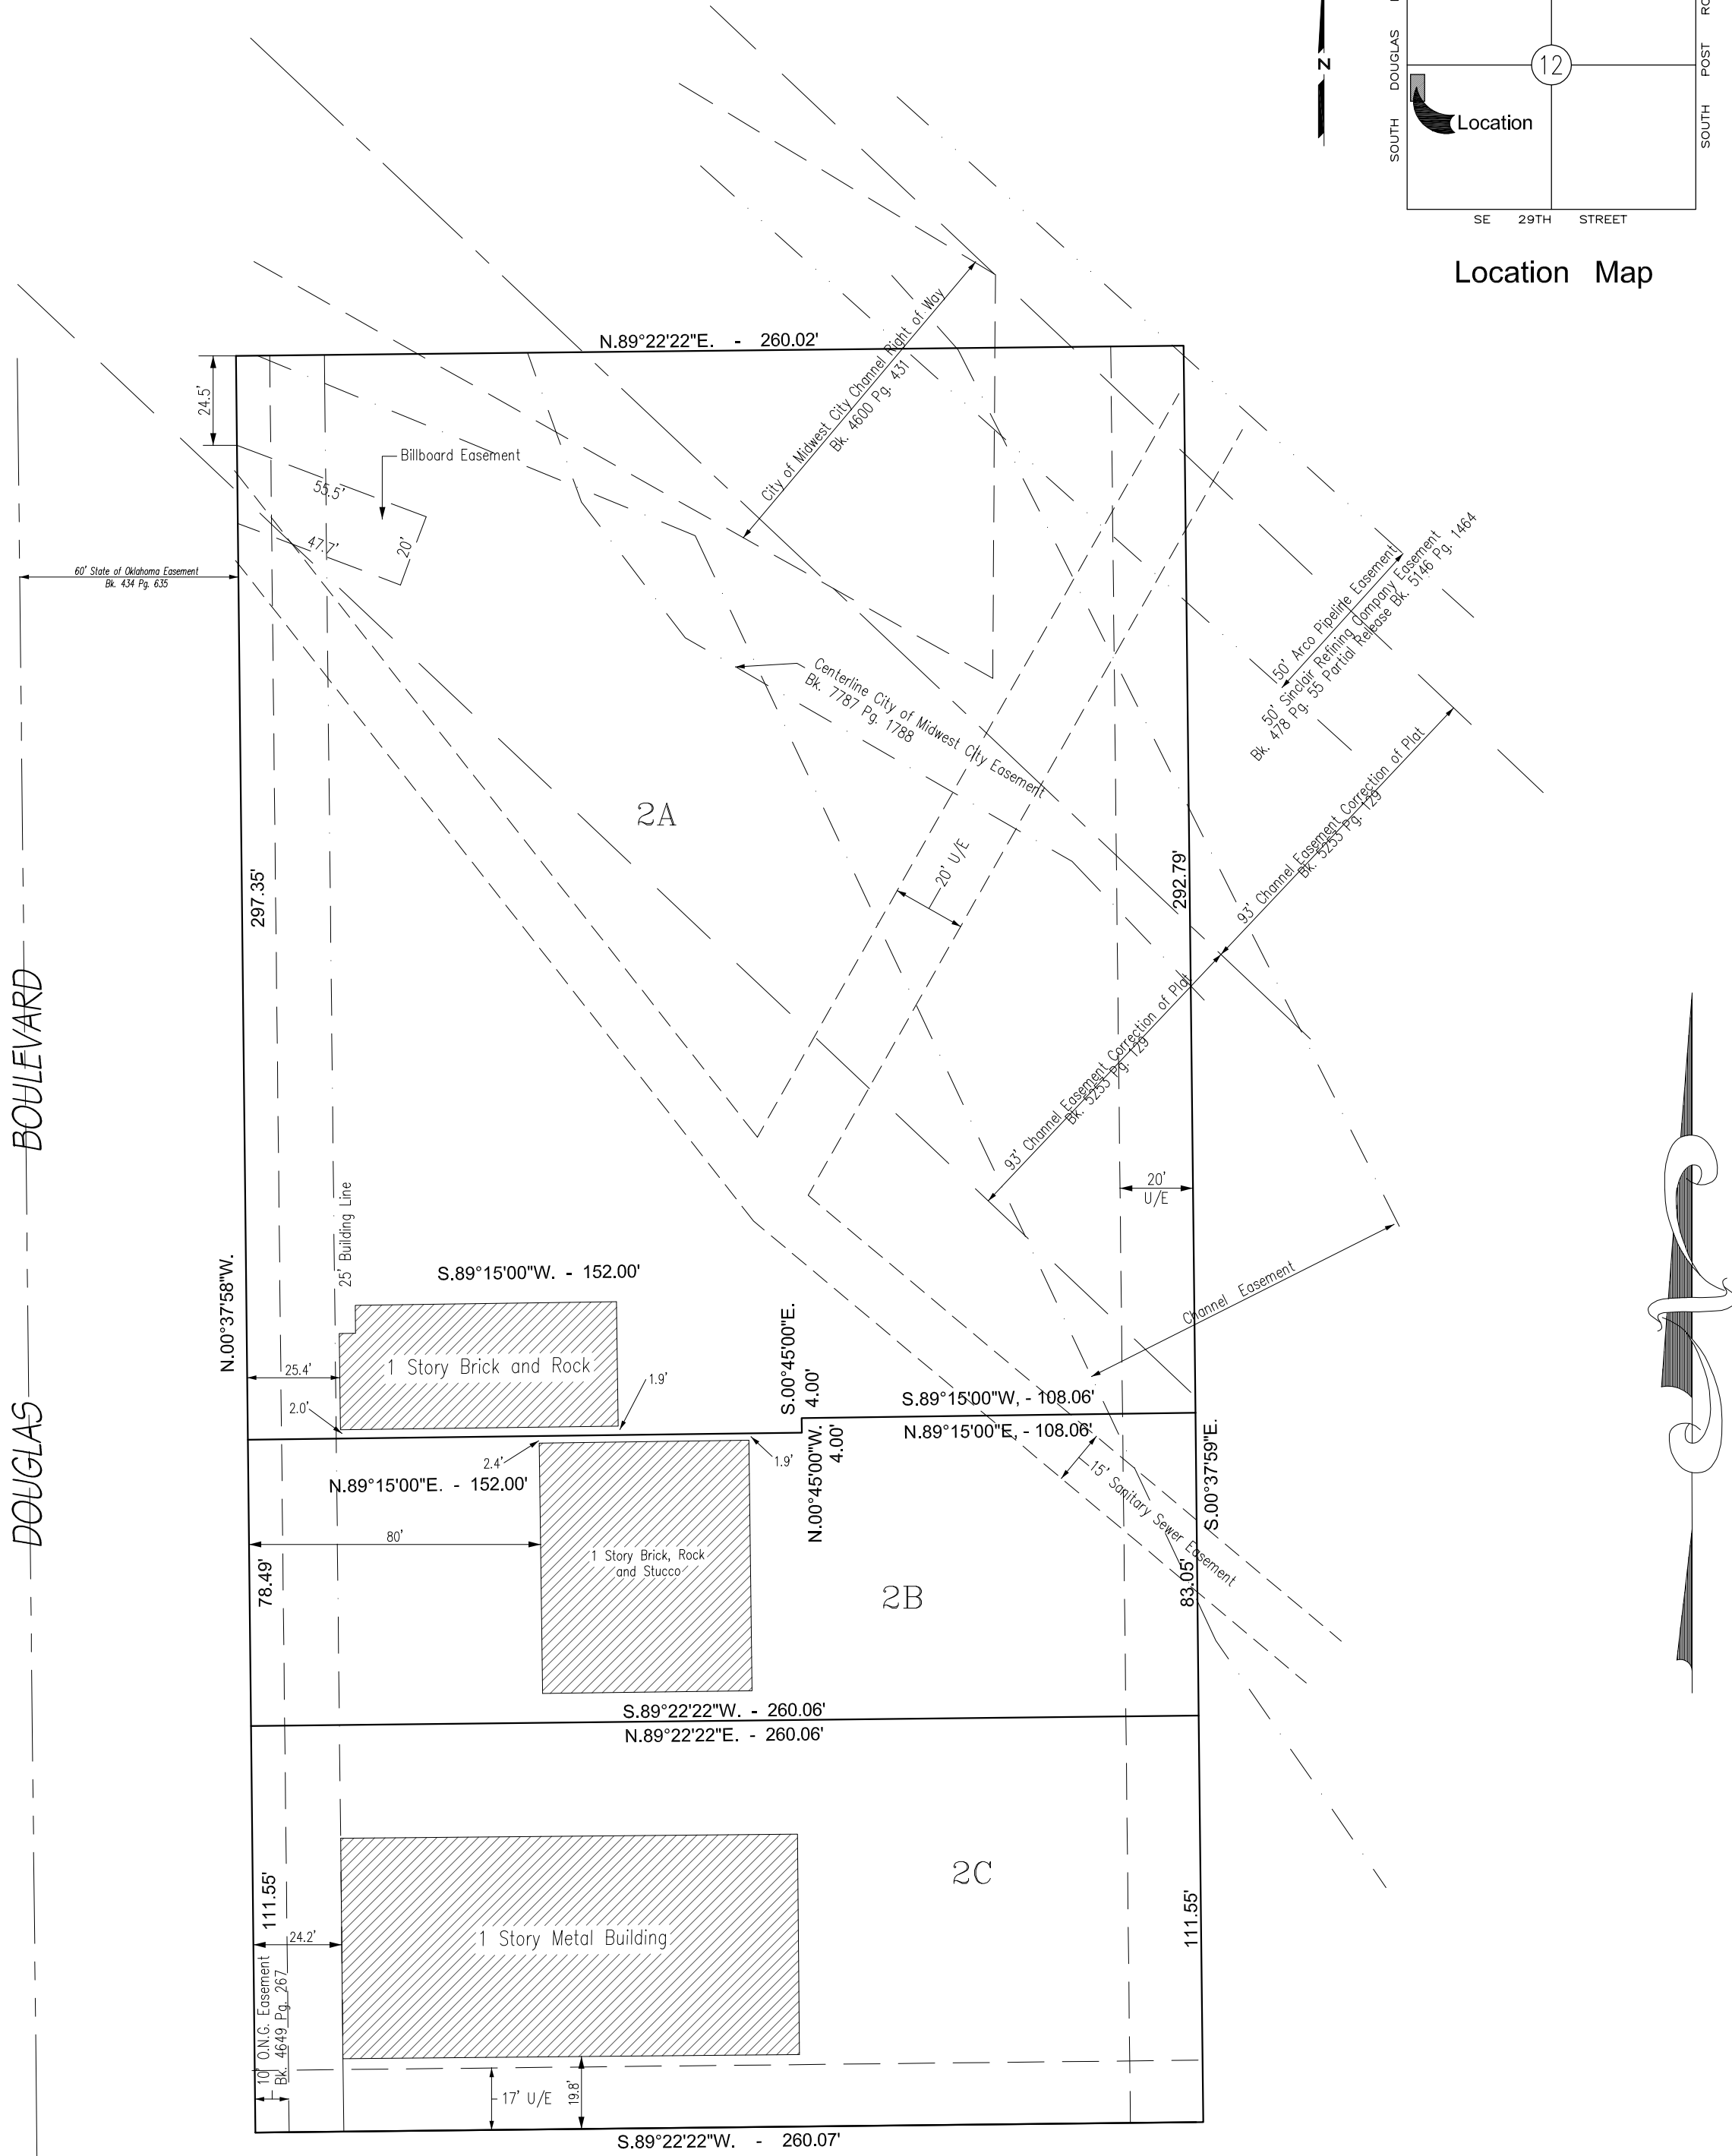 N
SOUTH DOUGLAS
12
SOUTH POST
Location
SE 29TH STREET
Location Map
N.89°22'22"E. - 260.02'
24.5'
City of Midwest City Channel Right of Way
Bk. 4600 Pg. 431
Billboard Easement
55.5'
47.7'
20'
60' State of Oklahoma Easement
Bk. 434 Pg. 635
50' Arco Pipeline Easement
50' Sinclair Refining Company Easement
Bk. 478 Pg. 55 Partial Release Bk. 5146 Pg. 1464
Centerline City of Midwest City Easement
Bk. 7787 Pg. 1788
93' Channel Easement Correction of Plat
Bk. 5253 Pg. 129
2A
20' U/E
297.35'
292.79'
93' Channel Easement Correction of Plat
Bk. 5253 Pg. 129
DOUGLAS BOULEVARD
20'
U/E
25' Building Line
N.00°37'58"W.
S.89°15'00"W. - 152.00'
Channel Easement
1 Story Brick and Rock
25.4'
1.9'
2.0'
S.00°45'00"E.
4.00'
S.89°15'00"W, - 108.06'
N.89°15'00"E, - 108.06'
N.00°45'00"W.
4.00'
2.4'
1.9'
N.89°15'00"E. - 152.00'
15' Sanitary Sewer Easement
S.00°37'59"E.
80'
1 Story Brick, Rock
and Stucco
78.49'
2B
83.05'
S.89°22'22"W. - 260.06'
N.89°22'22"E. - 260.06'
2C
111.55'
24.2'
1 Story Metal Building
111.55'
10' O.N.G. Easement
Bk. 4649 Pg. 267
17' U/E
19.8'
S.89°22'22"W. - 260.07'